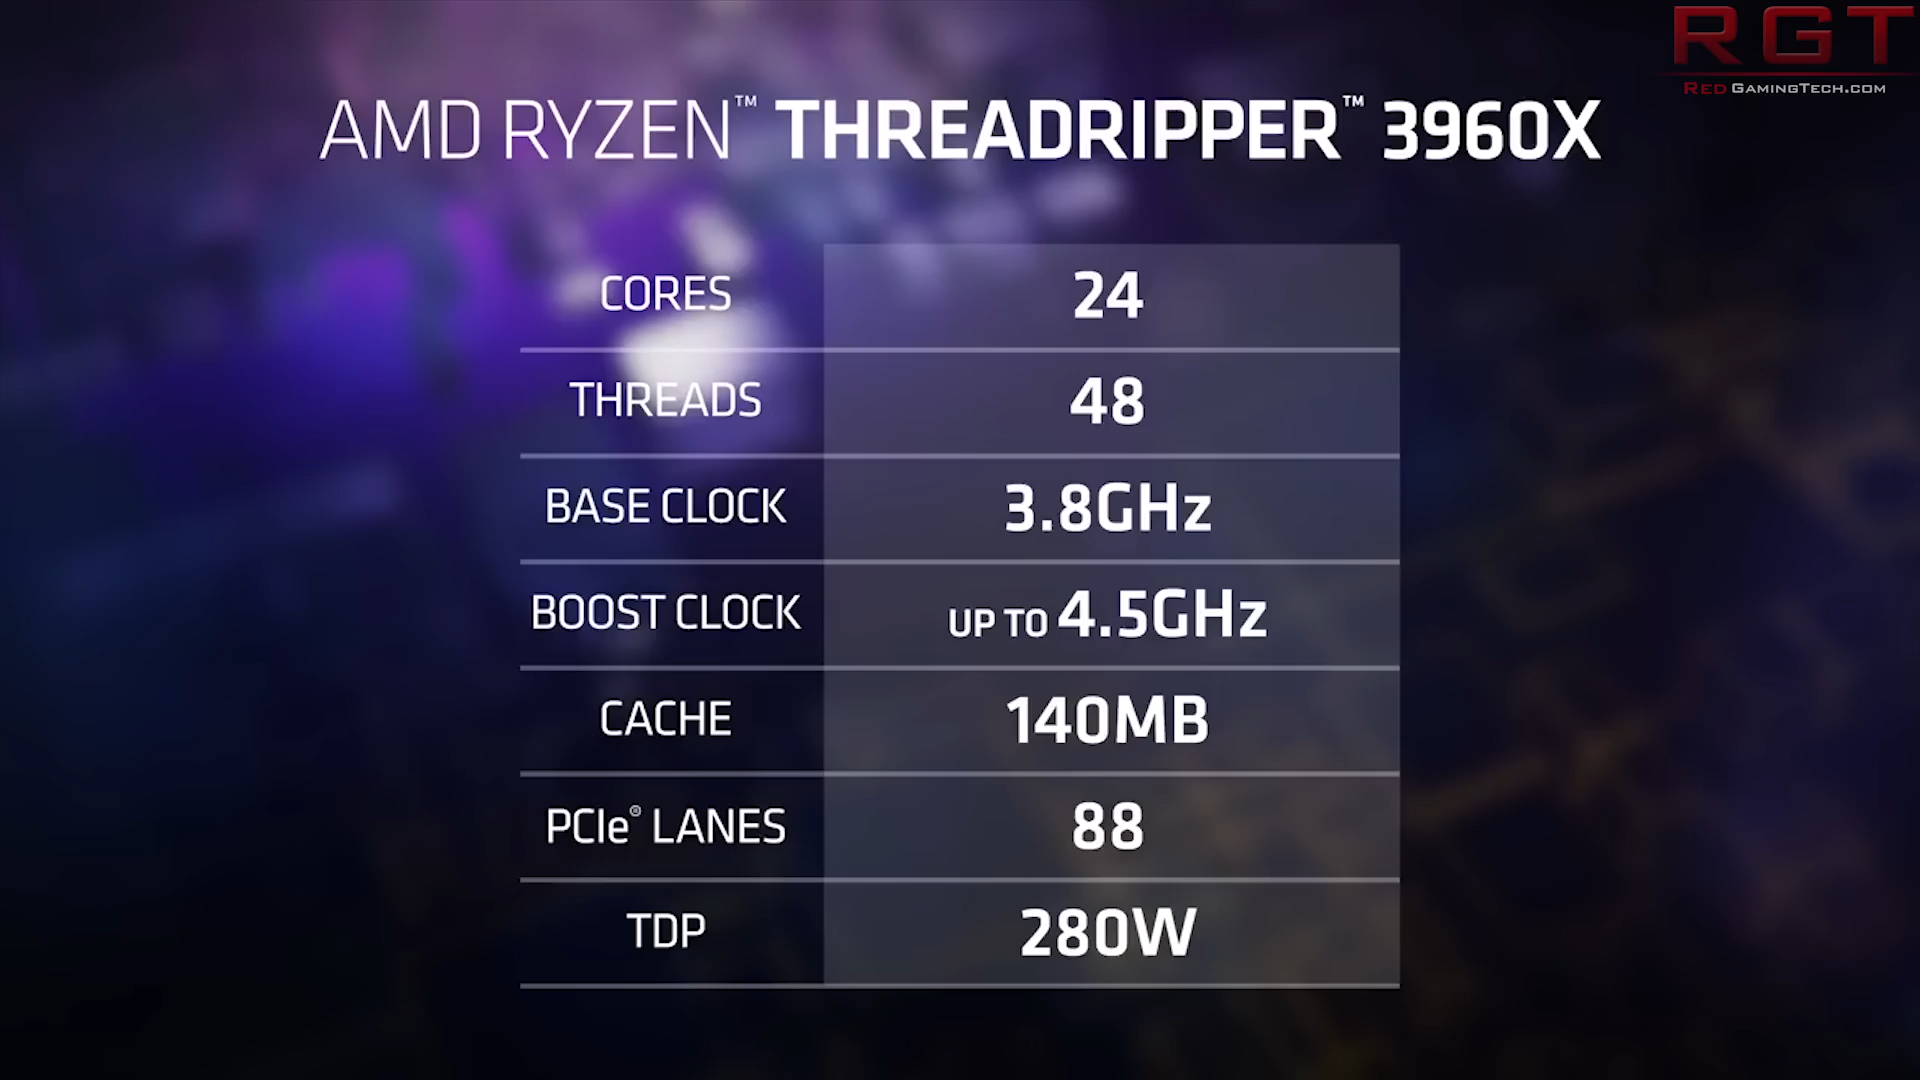 RGT
RED GAMINGTECH.COM
AMD RYZEN™ THREADRIPPER™ 3960X
CORES 24
THREADS 48
BASE CLOCK 3.8GHz
BOOST CLOCK UP TO 4.5GHz
CACHE 140MB
PCIe® LANES 88
TDP 280W